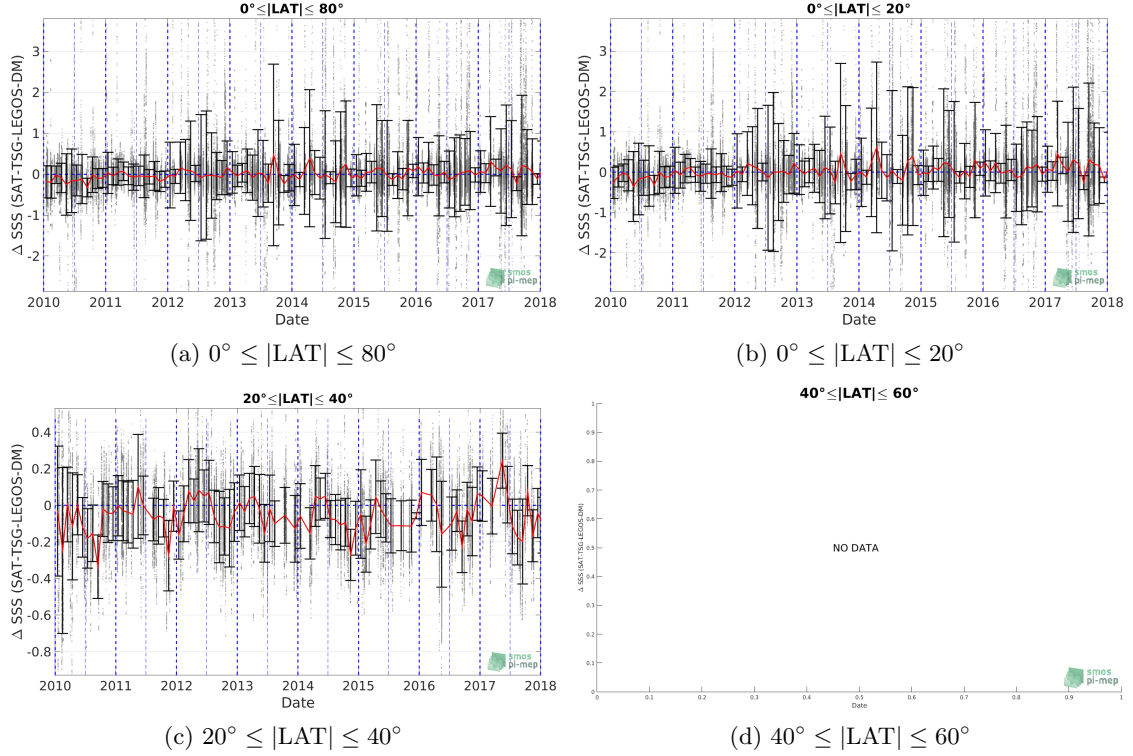 0°≤|LAT|≤ 80°
Δ SSS (SAT-TSG-LEGOS-DM)
3
2
1
0
-1
-2
2010 2011 2012 2013 2014 2015 2016 2017 2018
Date
smos
pi-mep
(a) 0° ≤ |LAT| ≤ 80°
0°≤|LAT|≤ 20°
Δ SSS (SAT-TSG-LEGOS-DM)
3
2
1
0
-1
-2
2010 2011 2012 2013 2014 2015 2016 2017 2018
Date
smos
pi-mep
(b) 0° ≤ |LAT| ≤ 20°
20°≤|LAT|≤ 40°
Δ SSS (SAT-TSG-LEGOS-DM)
0.4
0.2
0
-0.2
-0.4
-0.6
-0.8
2010 2011 2012 2013 2014 2015 2016 2017 2018
Date
smos
pi-mep
(c) 20° ≤ |LAT| ≤ 40°
40°≤|LAT|≤ 60°
Δ SSS (SAT-TSG-LEGOS-DM)
1
0.9
0.8
0.7
0.6
0.5
0.4
0.3
0.2
0.1
0
NO DATA
0 0.1 0.2 0.3 0.4 0.5 0.6 0.7 0.8 0.9 1
Date
smos
pi-mep
(d) 40° ≤ |LAT| ≤ 60°